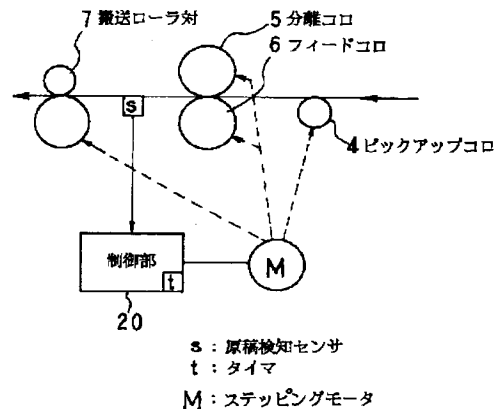 7 搬送ローラ対
5 分離コロ
6 フィードコロ
s
4 ピックアップコロ
制御部
t
M
20
s : 原稿検知センサ
t : タイマ
M : ステッピングモータ